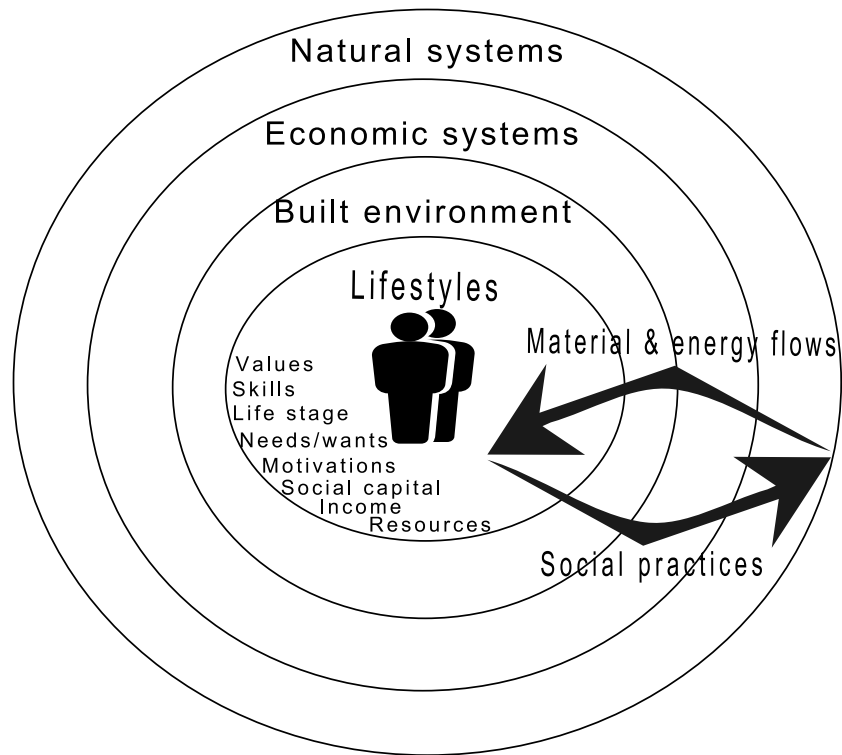 Natural systems
Economic systems
Built environment
Lifestyles
Material & energy flows
Values
Skills
Life stage
Needs/wants
Motivations
Social capital
Income
Resources
Social practices